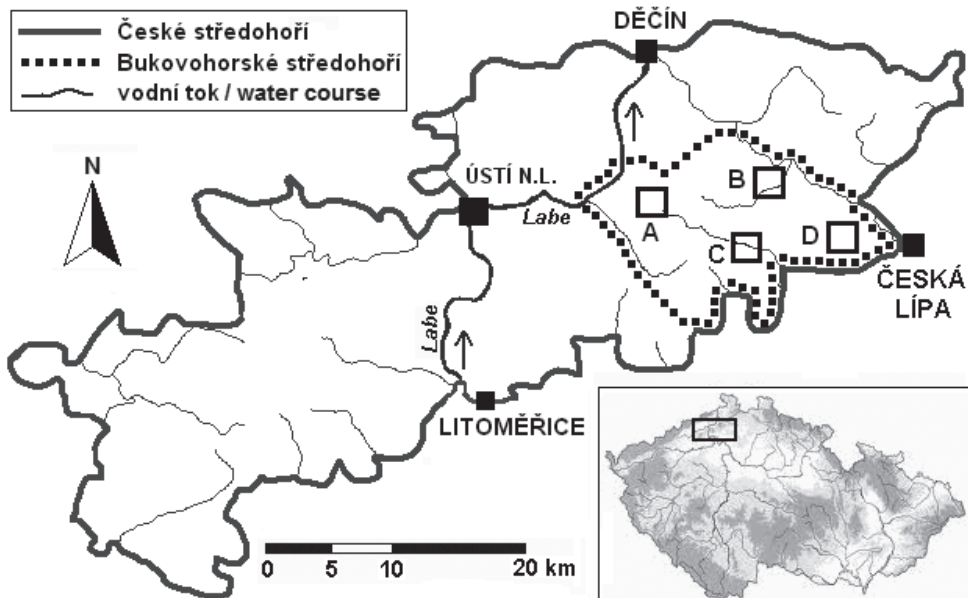 České středohoří
Bukovohorské středohoří
vodní tok / water course
DĚČÍN
N
ÚSTÍ N.L.
Labe
A
B
C
D
ČESKÁ
LÍPA
Labe
LITOMĚŘICE
0 5 10 20 km